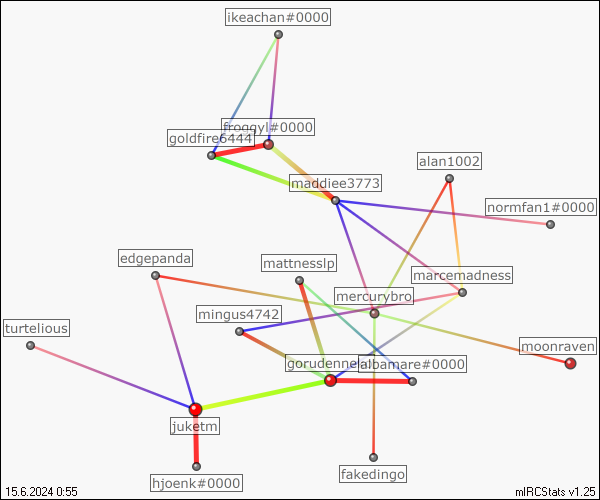 ikeachan#0000
froggyl#0000
goldfire6444
alan1002
maddiee3773
normfan1#0000
edgepanda
mattnesslp
marcemadness
mercurybro
mingus4742
turtelious
moonraven
gorudennel
albamare#0000
juketm
fakedingo
hjoenk#0000
15.6.2024 0:55
mIRCStats v1.25